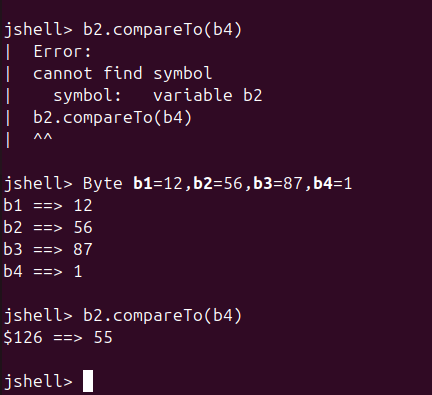 jshell> b2.compareTo(b4)
|  Error:
|  cannot find symbol
|    symbol:   variable b2
|  b2.compareTo(b4)
|  ^^
jshell> Byte b1=12,b2=56,b3=87,b4=1
b1 ==> 12
b2 ==> 56
b3 ==> 87
b4 ==> 1
jshell> b2.compareTo(b4)
$126 ==> 55
jshell>